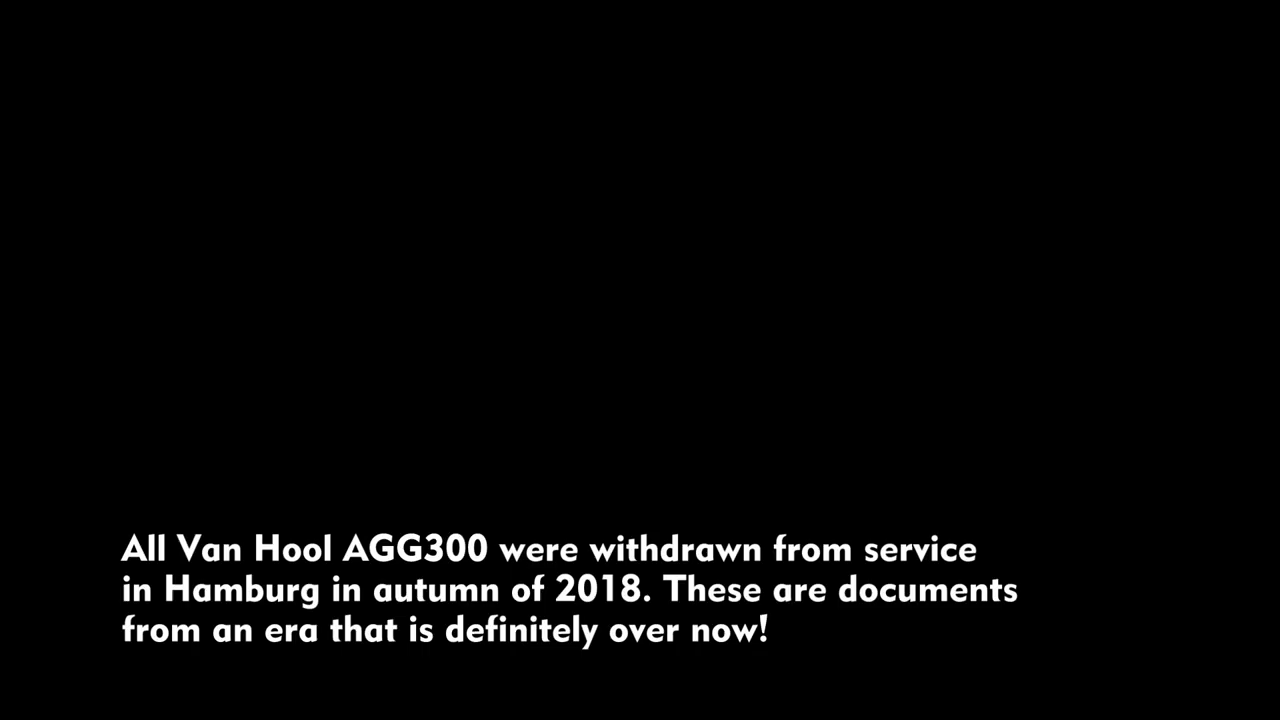 All Van Hool AGG300 were withdrawn from service
in Hamburg in autumn of 2018. These are documents
from an era that is definitely over now!